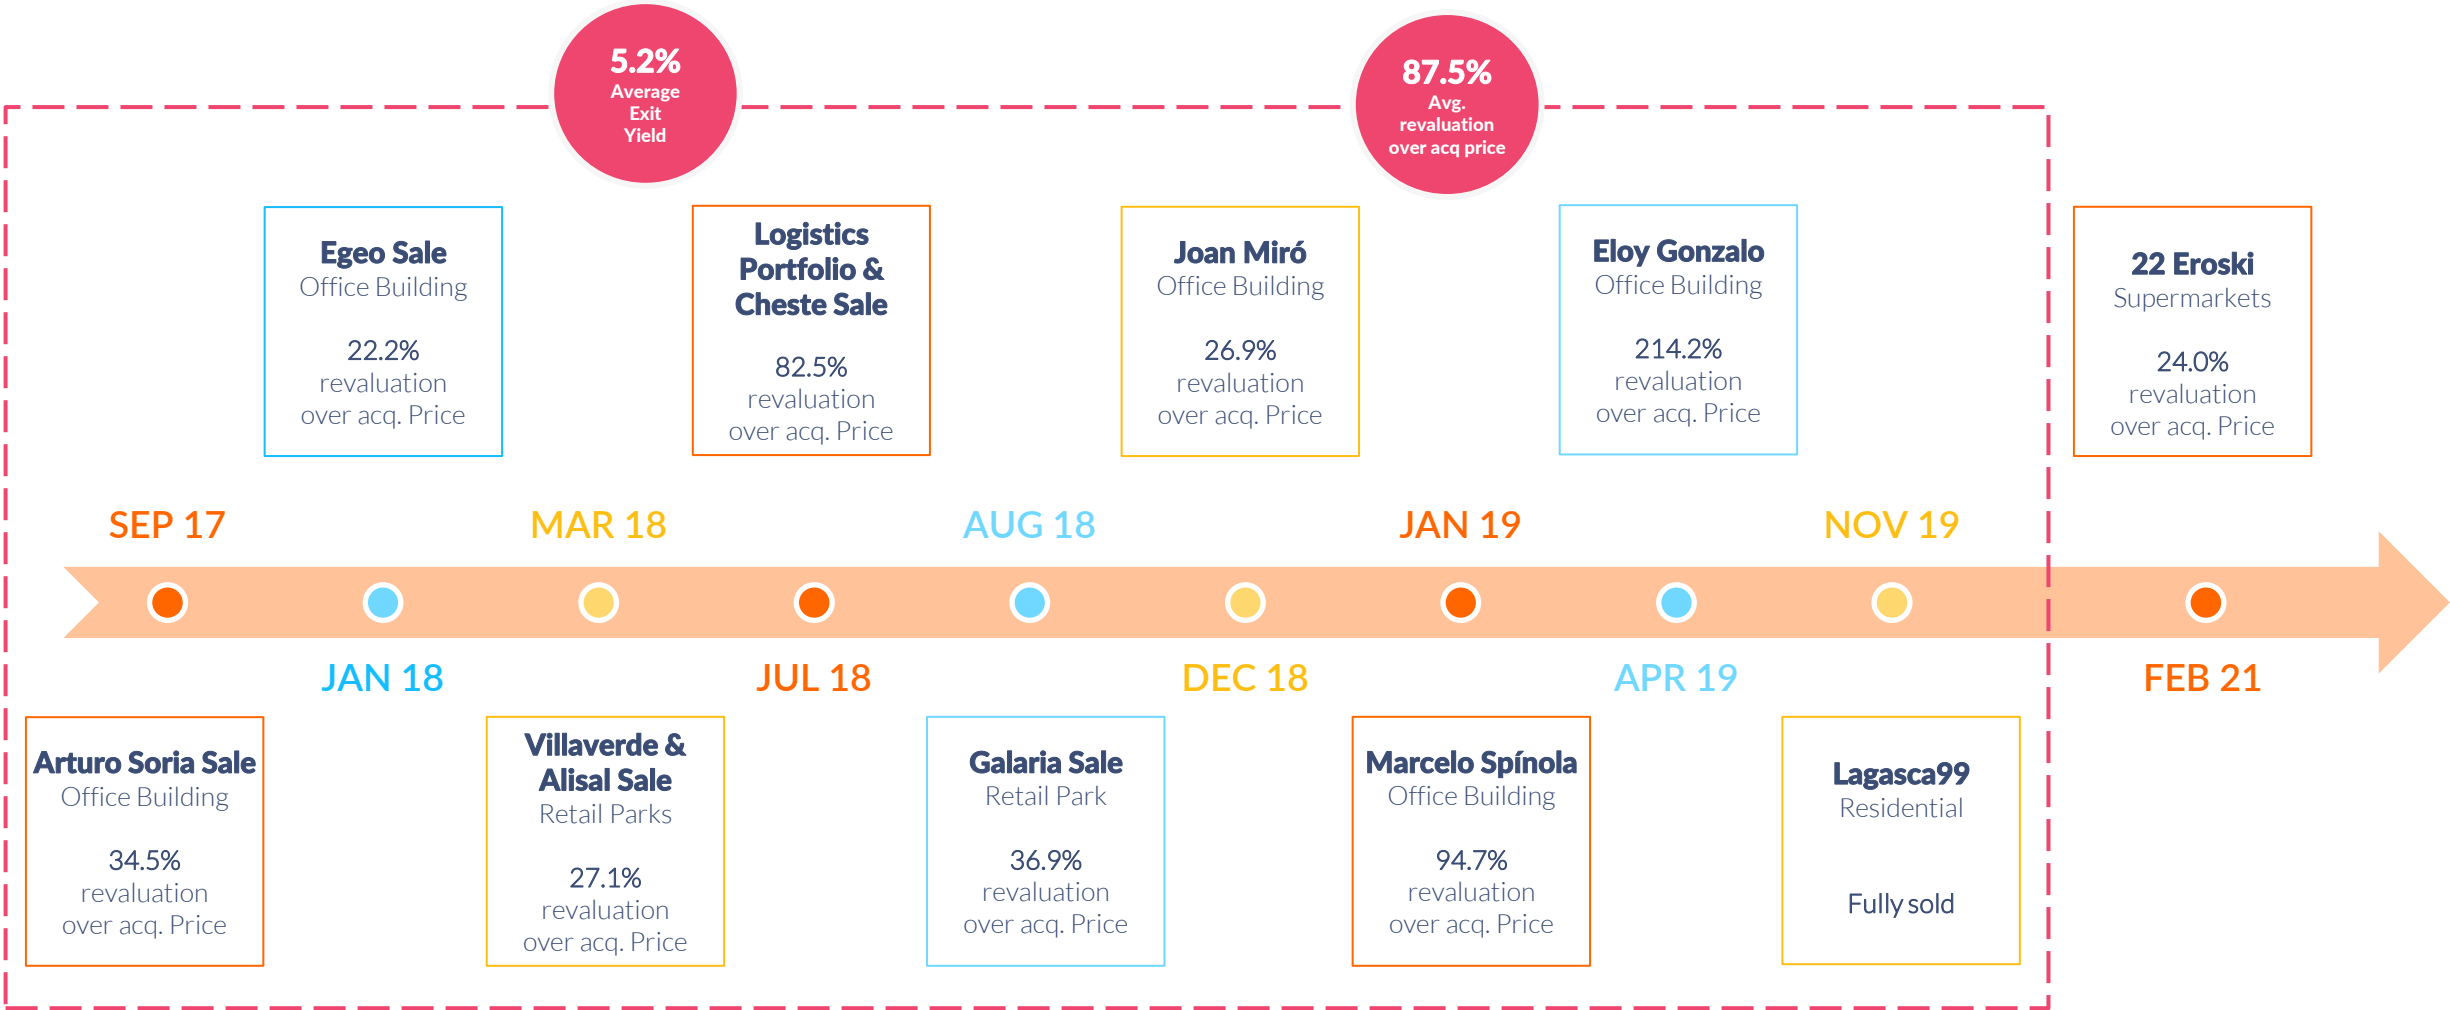 5.2%
Average
Exit
Yield
87.5%
Avg.
revaluation
over acq price
Egeo Sale
Office Building
22.2%
revaluation
over acq. Price
Logistics
Portfolio &
Cheste Sale
82.5%
revaluation
over acq. Price
Joan Miró
Office Building
26.9%
revaluation
over acq. Price
Eloy Gonzalo
Office Building
214.2%
revaluation
over acq. Price
22 Eroski
Supermarkets
24.0%
revaluation
over acq. Price
SEP 17
MAR 18
AUG 18
JAN 19
NOV 19
JAN 18
JUL 18
DEC 18
APR 19
FEB 21
Arturo Soria Sale
Office Building
34.5%
revaluation
over acq. Price
Villaverde &
Alisal Sale
Retail Parks
27.1%
revaluation
over acq. Price
Galaria Sale
Retail Park
36.9%
revaluation
over acq. Price
Marcelo Spínola
Office Building
94.7%
revaluation
over acq. Price
Lagasca99
Residential
Fully sold